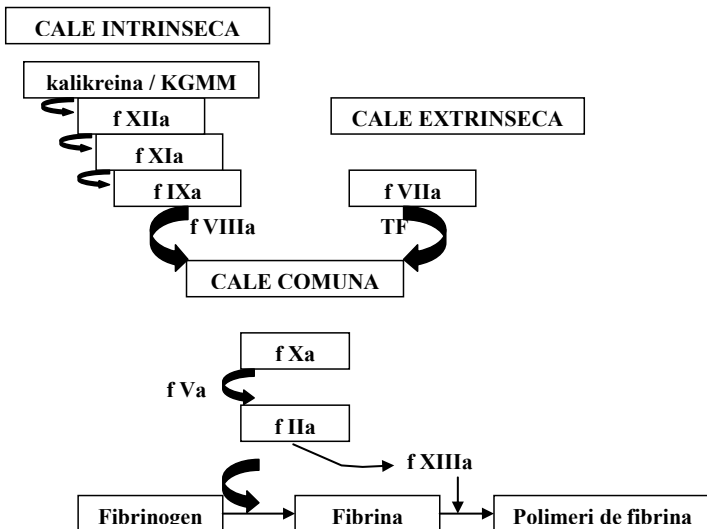 CALE INTRINSECA
kalikreina / KGMM
f XIIa
CALE EXTRINSECA
f XIa
f IXa
f VIIa
f VIIIa
TF
CALE COMUNA
f Xa
f Va
f IIa
f XIIIa
Fibrinogen
Fibrina
Polimeri de fibrina